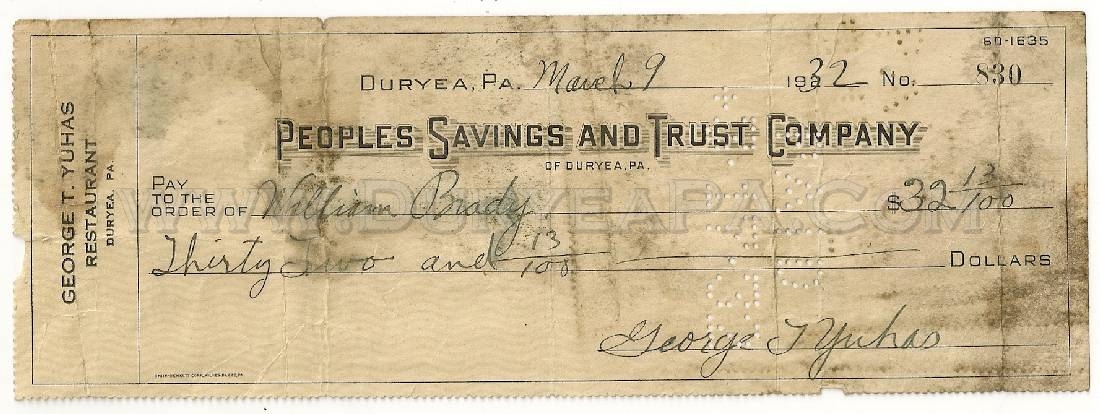 60-1635
DURYEA, PA. March 9 1932 No. 830
PEOPLES SAVINGS AND TRUST COMPANY
OF DURYEA, PA.
PAY TO THE ORDER OF William Brady $32 13/100
Thirty Two and 13/100 DOLLARS
George T Yuhas
GEORGE T. YUHAS
RESTAURANT
DURYEA, PA.
WWW.DURYEAPA.COM